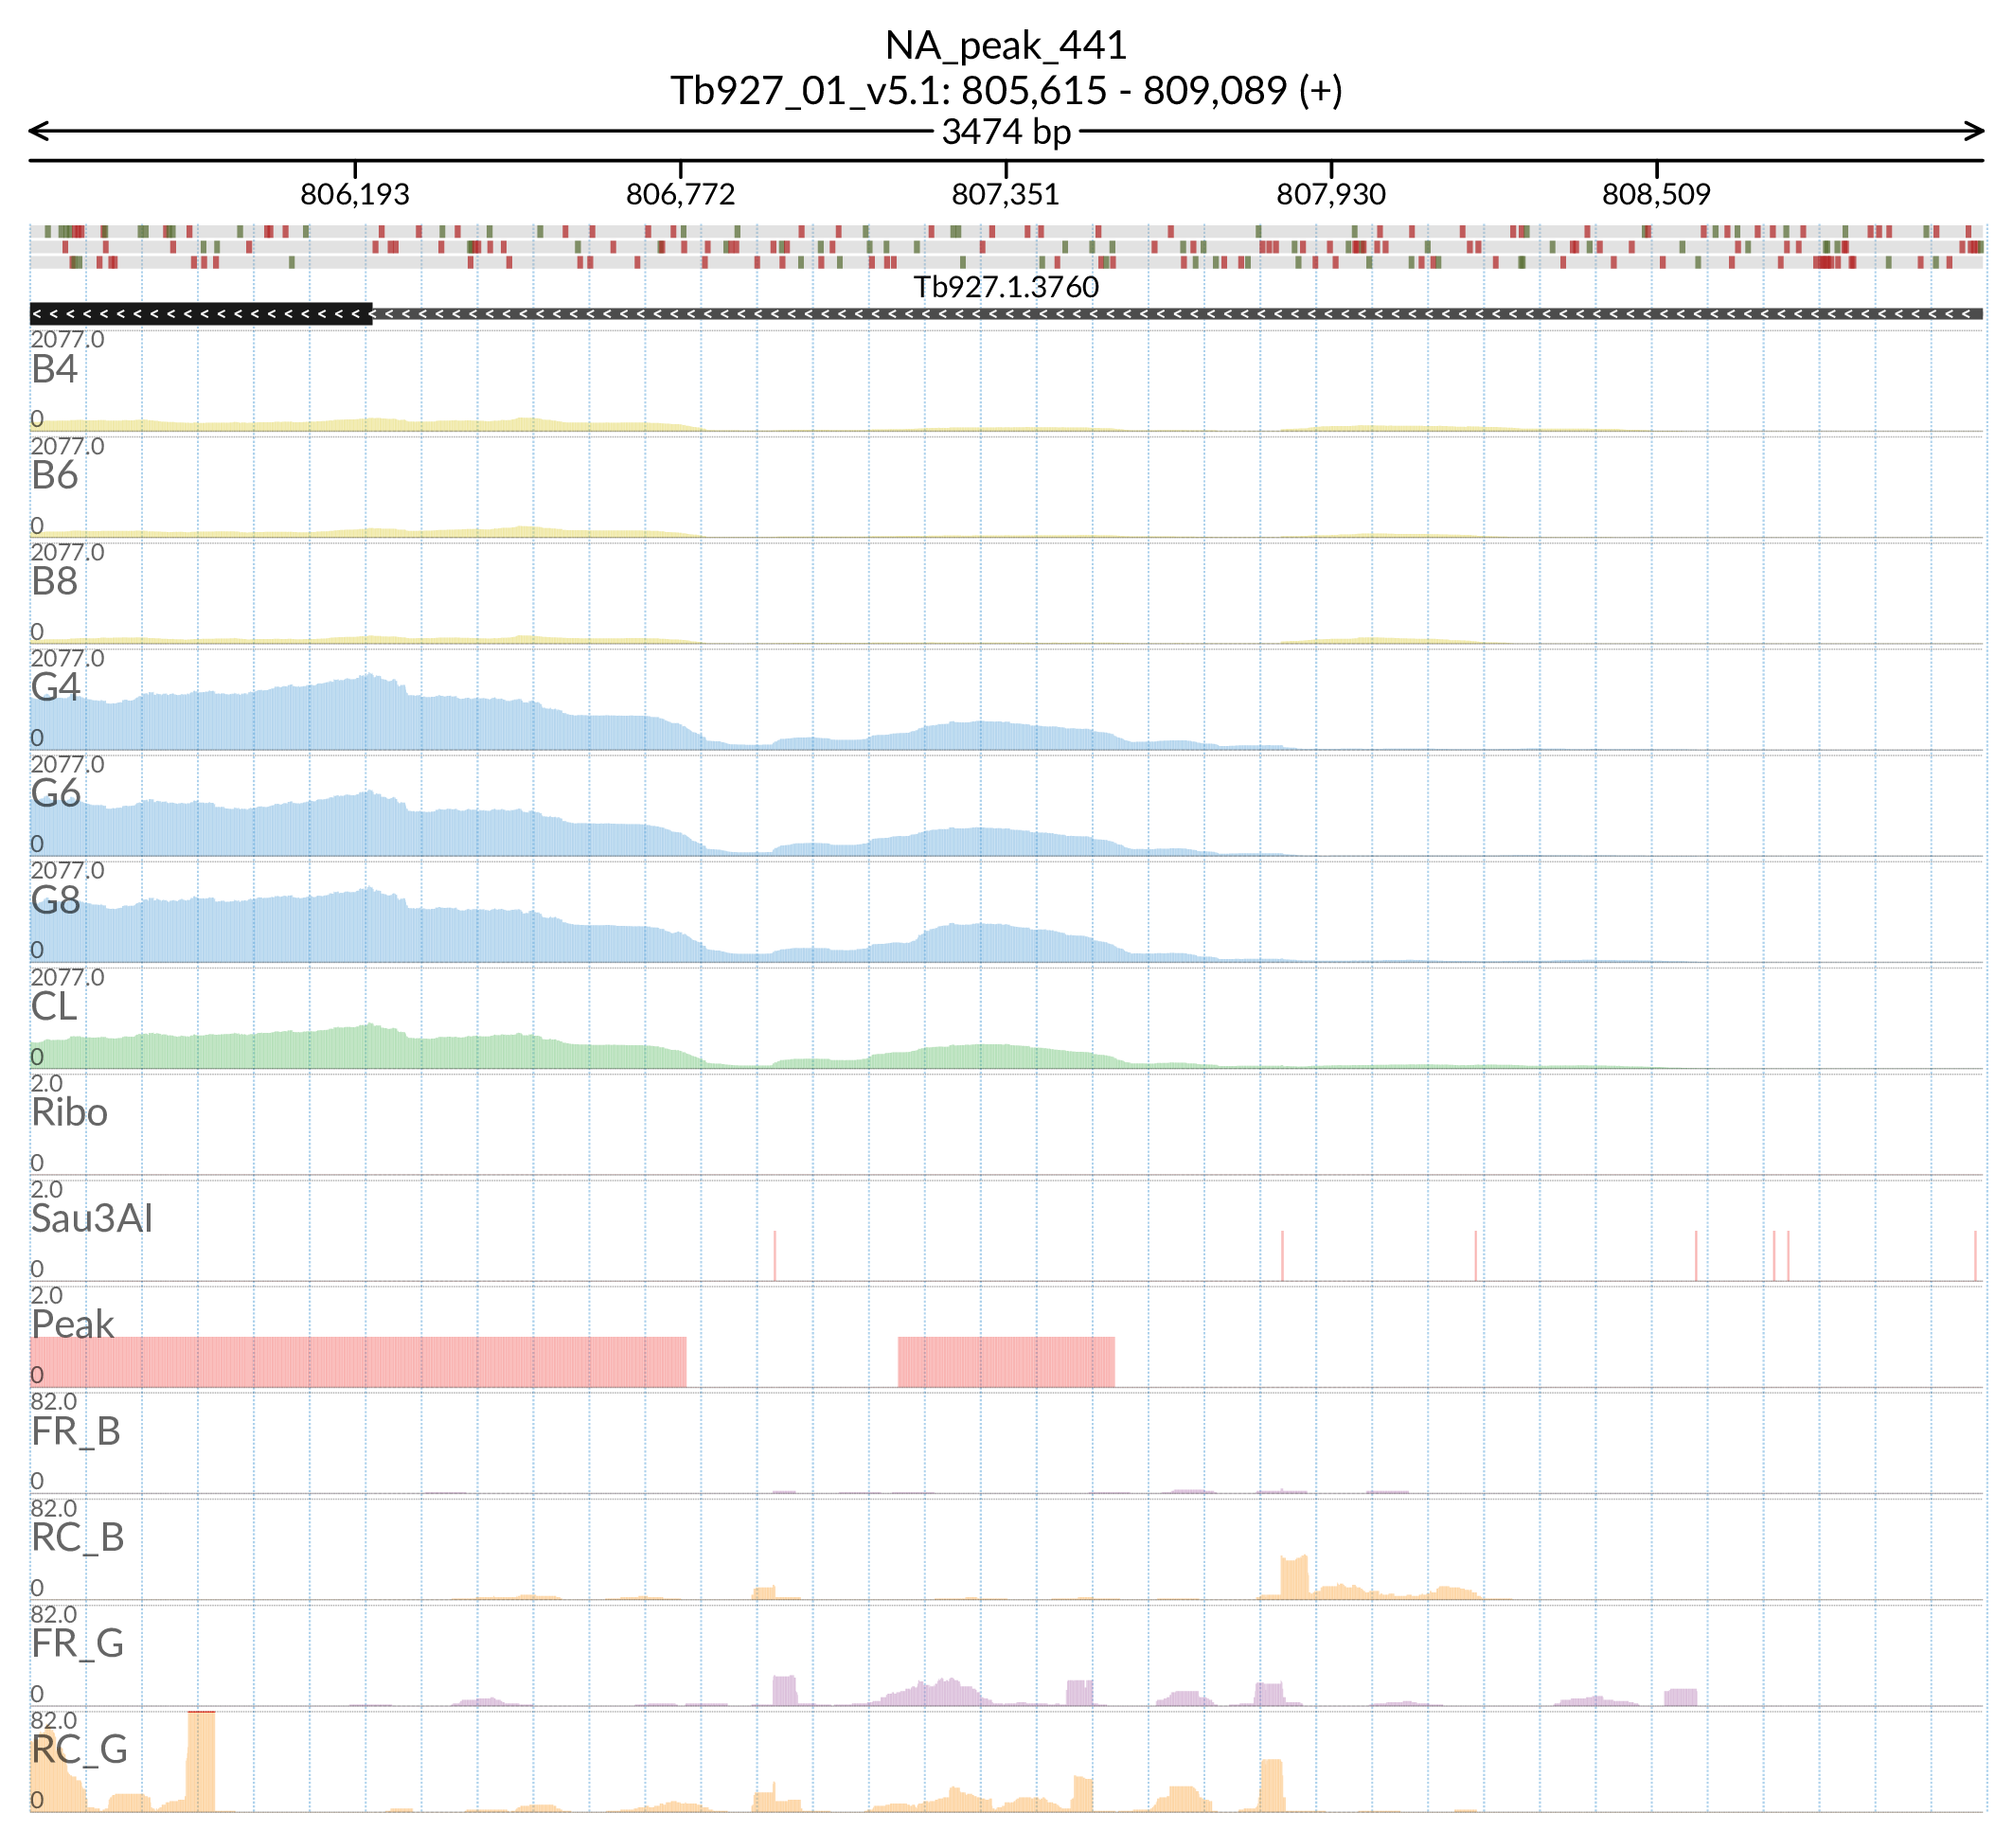 NA_peak_441
Tb927_01_v5.1: 805,615 - 809,089 (+)
3474 bp
806,193 806,772 807,351 807,930 808,509
Tb927.1.3760
2077.0
B4
0
2077.0
B6
0
2077.0
B8
0
2077.0
G4
0
2077.0
G6
0
2077.0
G8
0
2077.0
CL
0
2.0
Ribo
0
2.0
Sau3AI
0
2.0
Peak
0
82.0
FR_B
0
82.0
RC_B
0
82.0
FR_G
0
82.0
RC_G
0